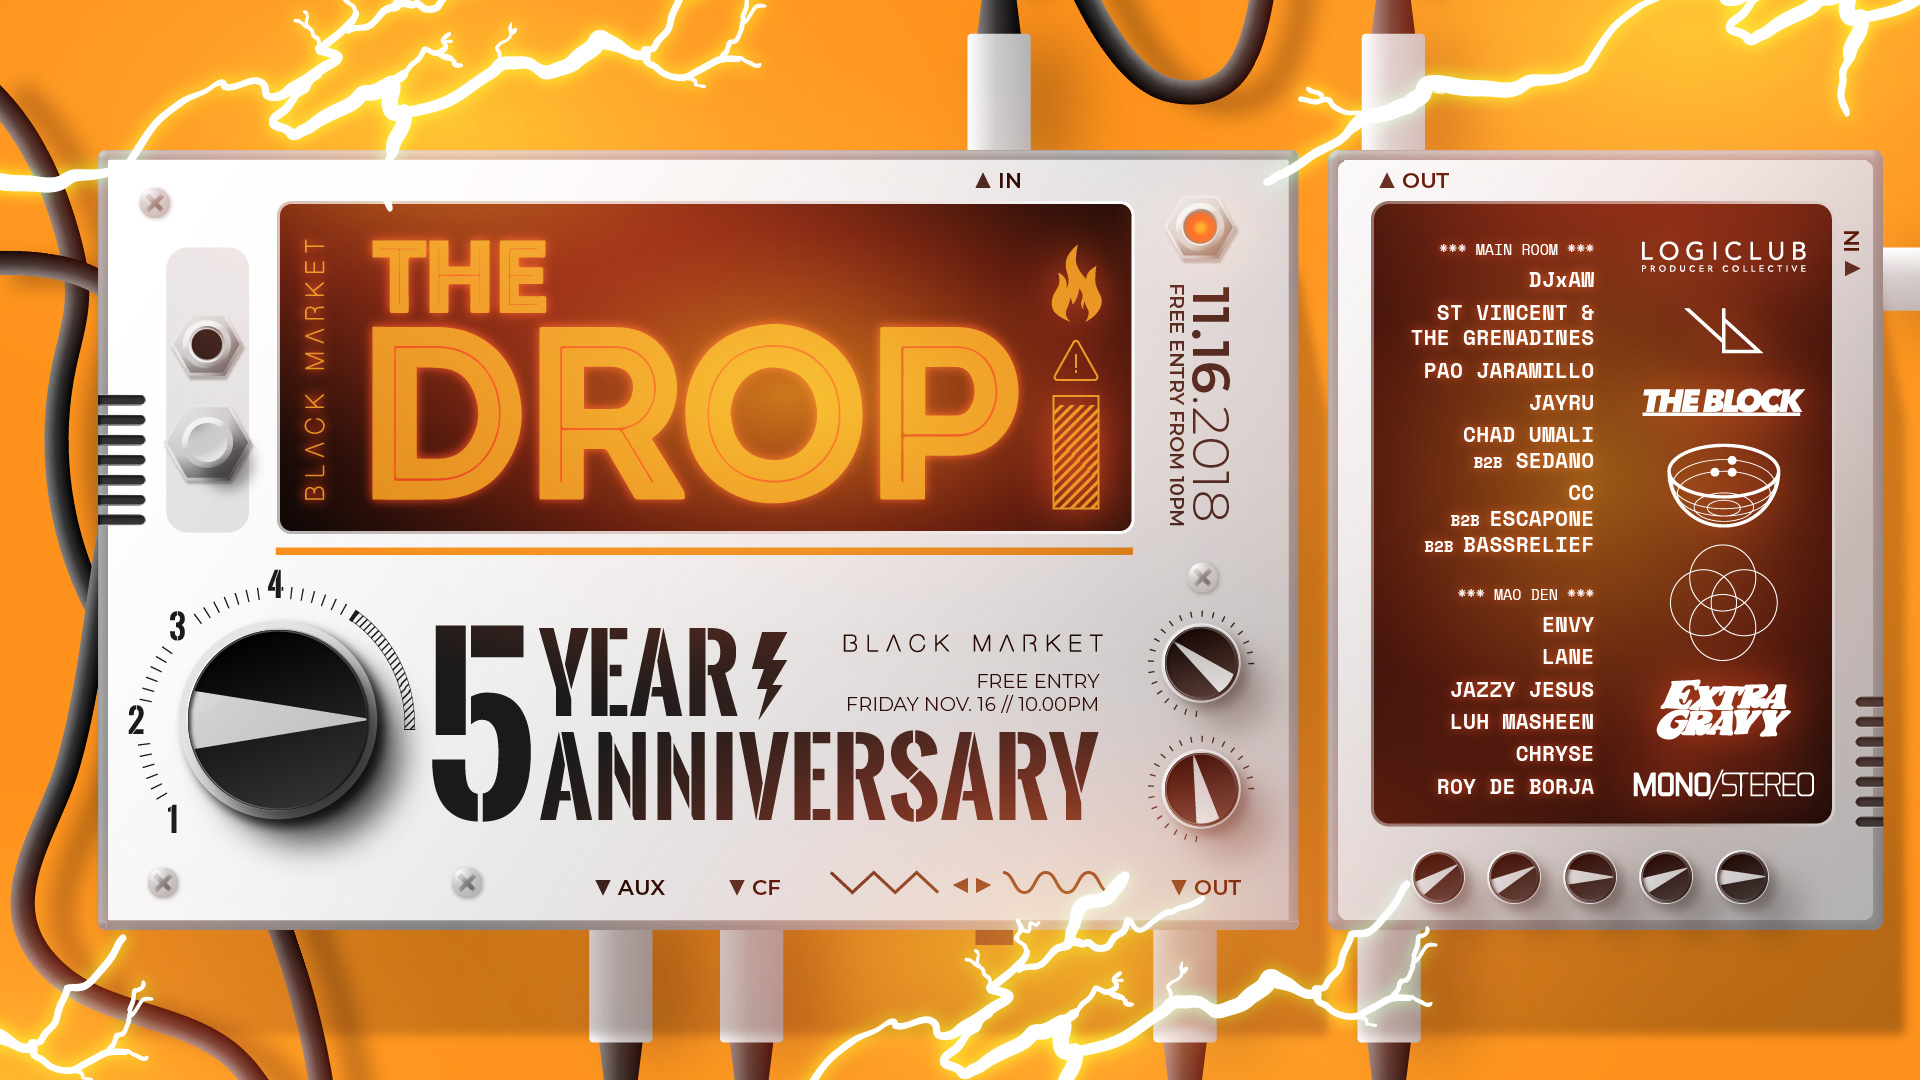 IN
BLACK MARKET
THE
DROP
!
11.16.2018
FREE ENTRY FROM 10PM
1
2
3
4
5
YEAR
ANNIVERSARY
BLACK MARKET
FREE ENTRY
FRIDAY NOV. 16 // 10.00PM
AUX
CF
OUT
OUT
IN
*** MAIN ROOM ***
DJxAW
ST VINCENT &
THE GRENADINES
PAO JARAMILLO
JAYRU
CHAD UMALI
B2B SEDANO
CC
B2B ESCAPONE
B2B BASSRELIEF
*** MAO DEN ***
ENVY
LANE
JAZZY JESUS
LUH MASHEEN
CHRYSE
ROY DE BORJA
LOGICLUB
PRODUCER COLLECTIVE
THE BLOCK
EXTRA
GRAVY
MONO/STEREO